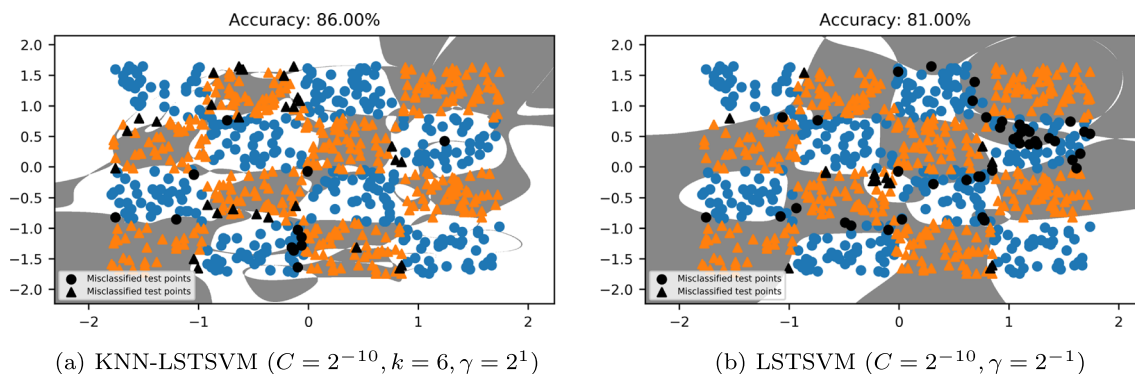 Accuracy: 86.00%
2.0
1.5
1.0
0.5
0.0
−0.5
−1.0
−1.5
−2.0
Misclassified test points
Misclassified test points
−2 −1 0 1 2
(a) KNN-LSTSVM (C = 2⁻¹⁰, k = 6, γ = 2¹)
Accuracy: 81.00%
2.0
1.5
1.0
0.5
0.0
−0.5
−1.0
−1.5
−2.0
Misclassified test points
Misclassified test points
−2 −1 0 1 2
(b) LSTSVM (C = 2⁻¹⁰, γ = 2⁻¹)